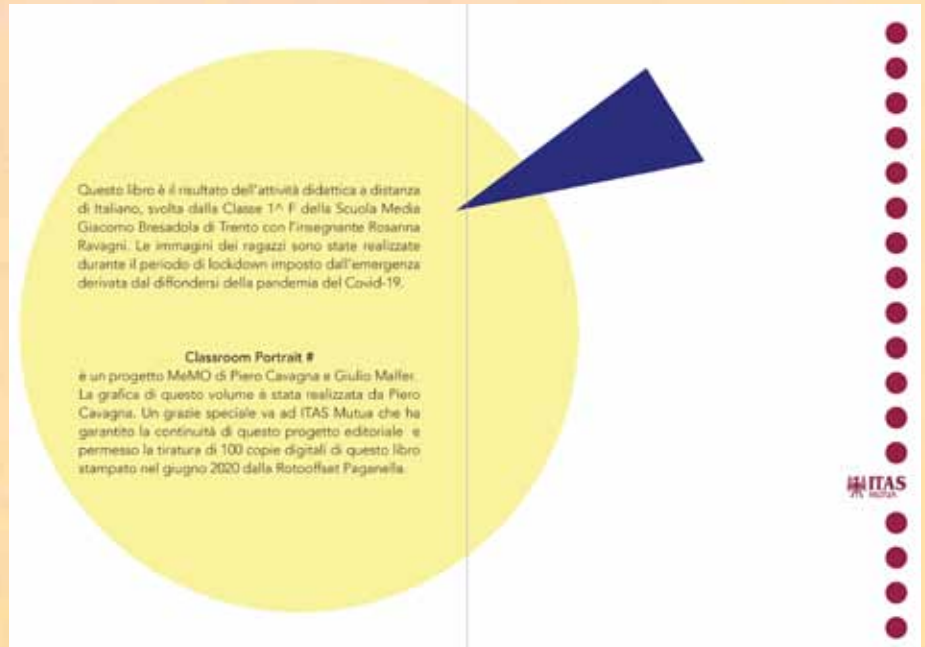 Questo libro è il risultato dell'attività didattica a distanza
di Italiano, svolta dalla Classe 1^ F della Scuola Media
Giacomo Bresadola di Trento con l'insegnante Rosanna
Ravagni. Le immagini dei ragazzi sono state realizzate
durante il periodo di lockdown imposto dall'emergenza
derivata dal diffondersi della pandemia del Covid-19.
Classroom Portrait #
è un progetto MeMO di Piero Cavagna e Giulio Malfer.
La grafica di questo volume è stata realizzata da Piero
Cavagna. Un grazie speciale va ad ITAS Mutua che ha
garantito la continuità di questo progetto editoriale e
permesso la tiratura di 100 copie digitali di questo libro
stampato nel giugno 2020 dalla Rotooffset Paganella.
ITAS
MUTUA